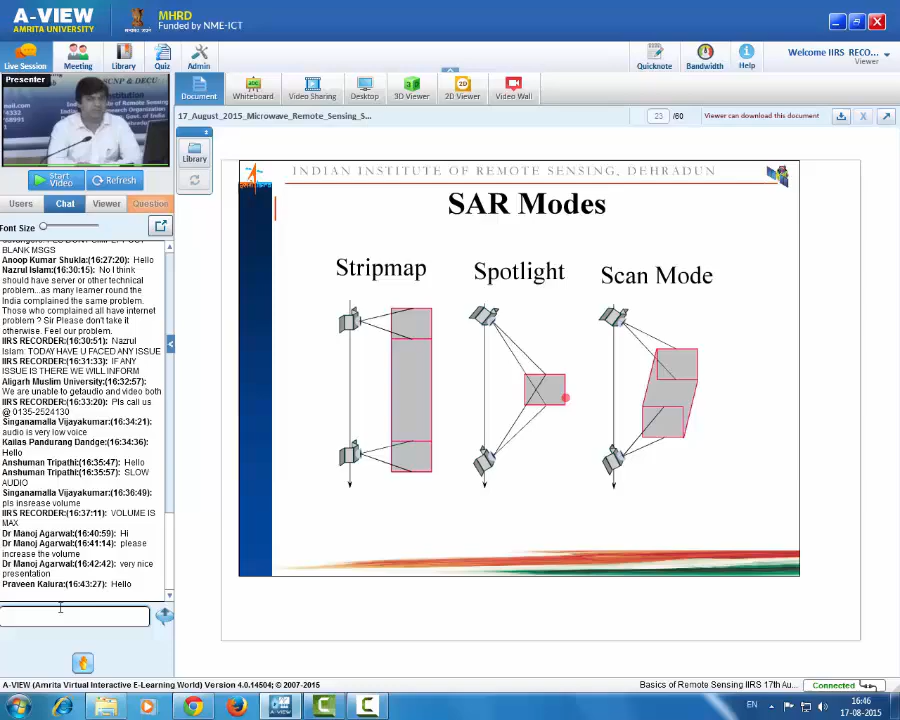 A-VIEW
AMRITA UNIVERSITY
MHRD
Funded by NME-ICT
Live Session
Meeting
Library
Quiz
Admin
Quicknote
Bandwidth
Help
Welcome IIRS RECO...
Viewer
Presenter
Document
Whiteboard
Video Sharing
Desktop
3D Viewer
2D Viewer
Video Wall
17_August_2015_Microwave_Remote_Sensing_S...
23 /60
Viewer can download this document
Library
Start Video
Refresh
Users
Chat
Viewer
Question
Font Size
BLANK MSGS
Anoop Kumar Shukla:(16:27:20): Hello
Nazrul Islam:(16:30:15): No I think
should have server or other technical
problem...as many learner round the
India complained the same problem.
Those who complained all have internet
problem ? Sir Please don't take it
otherwise. Feel our problem.
IIRS RECORDER:(16:30:51): Nazrul
Islam: TODAY HAVE U FACED ANY ISSUE
IIRS RECORDER:(16:31:33): IF ANY
ISSUE IS THERE WE WILL INFORM
Aligarh Muslim University:(16:32:57):
We are unable to getaudio and video both
IIRS RECORDER:(16:33:20): Pls call us
@ 0135-2524130
Singanamalla Vijayakumar:(16:34:21):
audio is very low voice
Kailas Pandurang Dandge:(16:34:36):
Hello
Anshuman Tripathi:(16:35:47): Hello
Anshuman Tripathi:(16:35:57): SLOW
AUDIO
Singanamalla Vijayakumar:(16:36:49):
pls insrease volume
IIRS RECORDER:(16:37:11): VOLUME IS
MAX
Dr Manoj Agarwal:(16:40:59): Hi
Dr Manoj Agarwal:(16:41:14): please
increase the volume
Dr Manoj Agarwal:(16:42:42): very nice
presentation
Praveen Kalura:(16:43:27): Hello
INDIAN INSTITUTE OF REMOTE SENSING, DEHRADUN
SAR Modes
Stripmap
Spotlight
Scan Mode
A-VIEW (Amrita Virtual Interactive E-Learning World) Version 4.0.14504; © 2007-2015
Basics of Remote Sensing IIRS 17th Au...
Connected
EN
16:46
17-08-2015